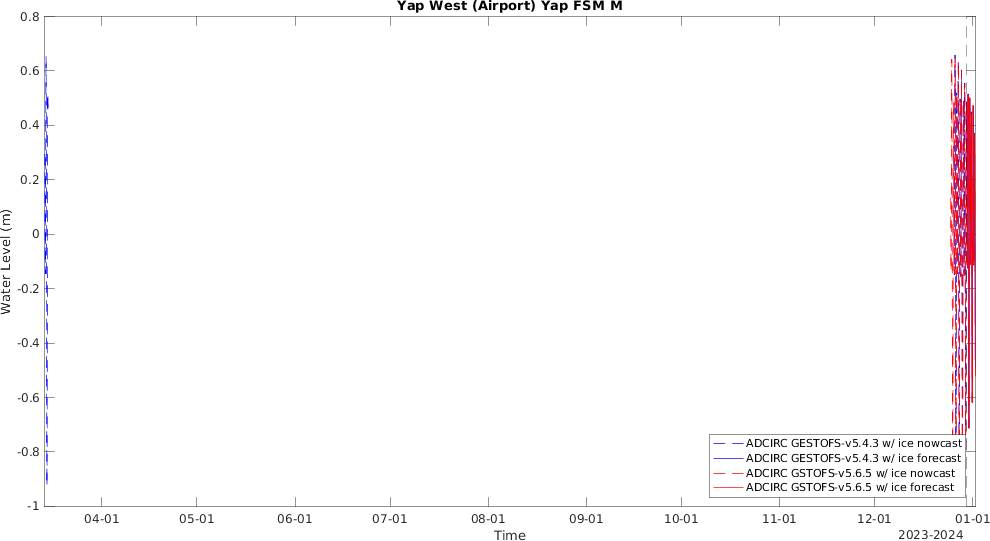 Yap West (Airport) Yap FSM M
Water Level (m)
0.8
0.6
0.4
0.2
0
-0.2
-0.4
-0.6
-0.8
-1
ADCIRC GESTOFS-v5.4.3 w/ ice nowcast
ADCIRC GESTOFS-v5.4.3 w/ ice forecast
ADCIRC GSTOFS-v5.6.5 w/ ice nowcast
ADCIRC GSTOFS-v5.6.5 w/ ice forecast
04-01 05-01 06-01 07-01 08-01 09-01 10-01 11-01 12-01 01-01
Time
2023-2024